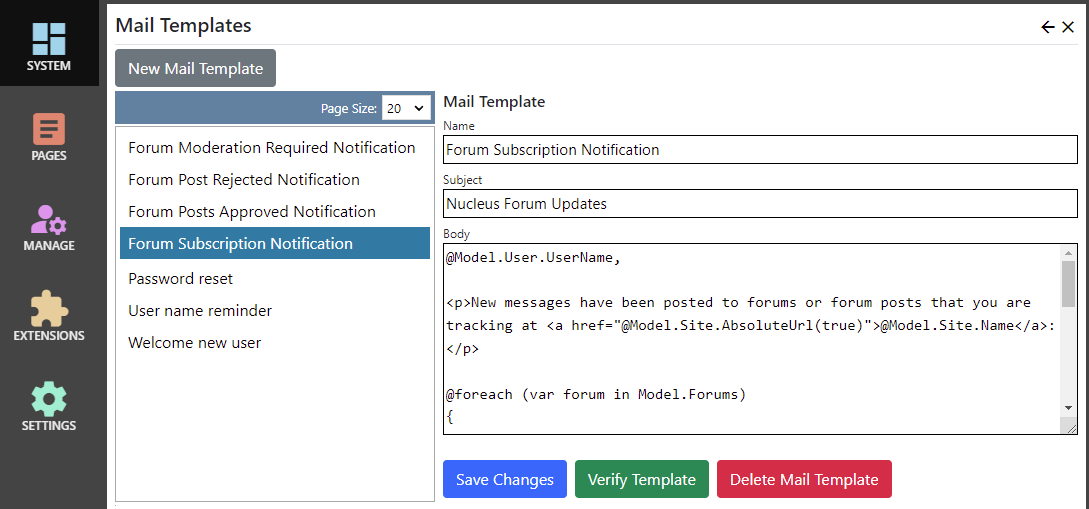 SYSTEM
PAGES
MANAGE
EXTENSIONS
SETTINGS
Mail Templates
New Mail Template
Page Size: 20
Forum Moderation Required Notification
Forum Post Rejected Notification
Forum Posts Approved Notification
Forum Subscription Notification
Password reset
User name reminder
Welcome new user
Mail Template
Name
Forum Subscription Notification
Subject
Nucleus Forum Updates
Body
@Model.User.UserName,
<p>New messages have been posted to forums or forum posts that you are
tracking at <a href="@Model.Site.AbsoluteUrl(true)">@Model.Site.Name</a>:
</p>
@foreach (var forum in Model.Forums)
{
Save Changes
Verify Template
Delete Mail Template